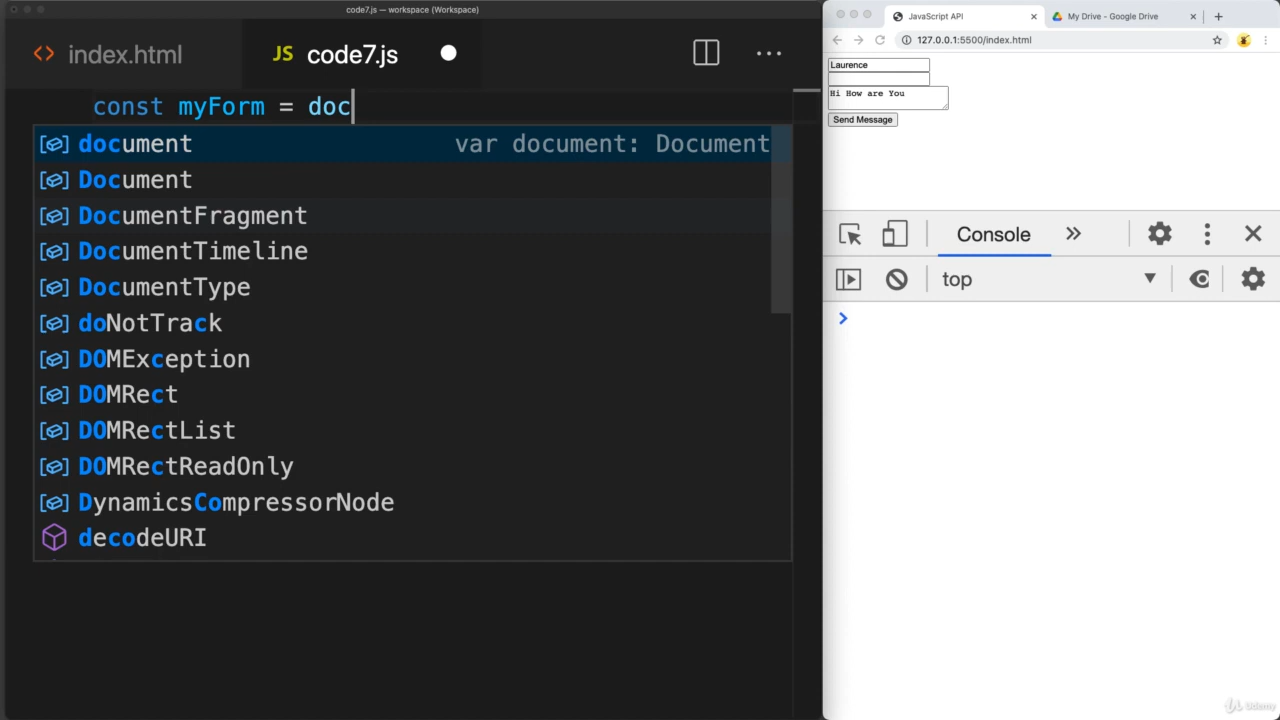 code7.js — workspace (Workspace)
index.html
JS code7.js
const myForm = doc
document var document: Document
Document
DocumentFragment
DocumentTimeline
DocumentType
doNotTrack
DOMException
DOMRect
DOMRectList
DOMRectReadOnly
DynamicsCompressorNode
decodeURI
JavaScript API
My Drive - Google Drive
127.0.0.1:5500/index.html
Laurence
Hi How are You
Send Message
Console
top
Udemy